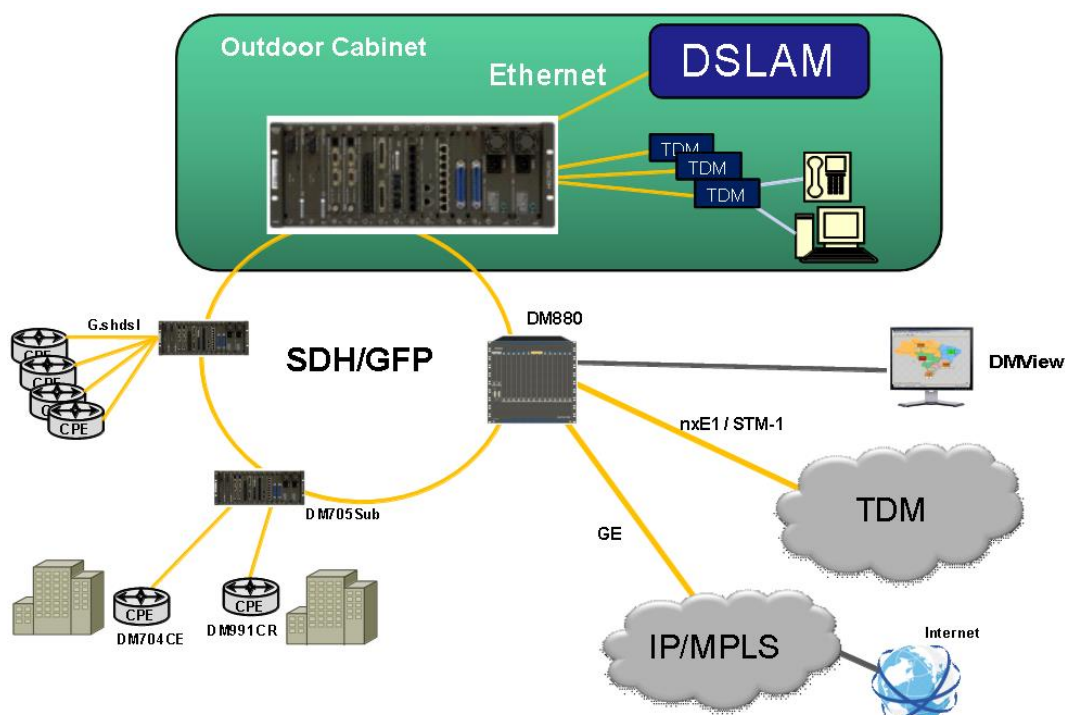 Outdoor Cabinet
Ethernet
DSLAM
TDM
TDM
TDM
G.shdsl
CPE
CPE
CPE
CPE
SDH/GFP
DM880
DMView
nxE1 / STM-1
TDM
DM705Sub
GE
CPE
DM704CE
CPE
DM991CR
IP/MPLS
Internet